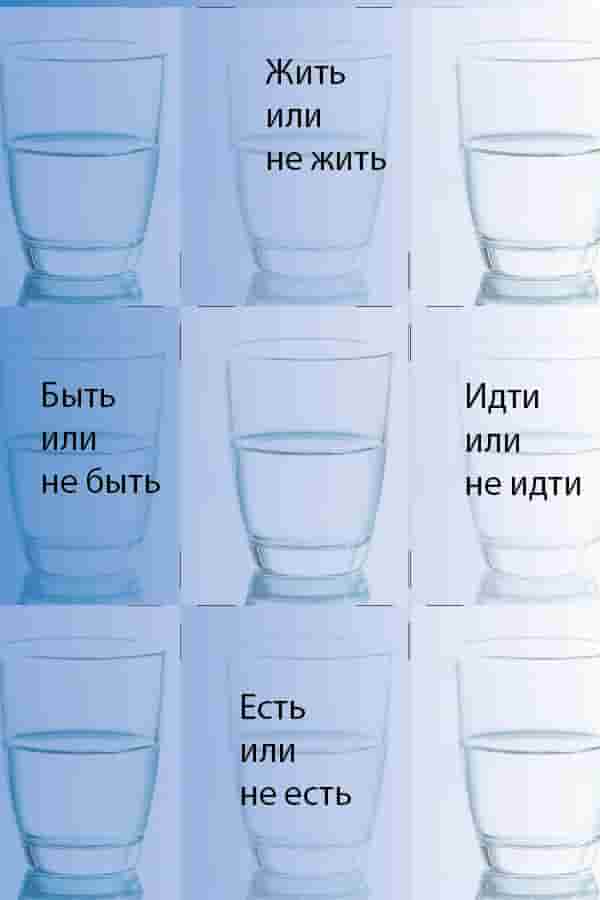 Жить
или
не жить
Быть
или
не быть
Идти
или
не идти
Есть
или
не есть